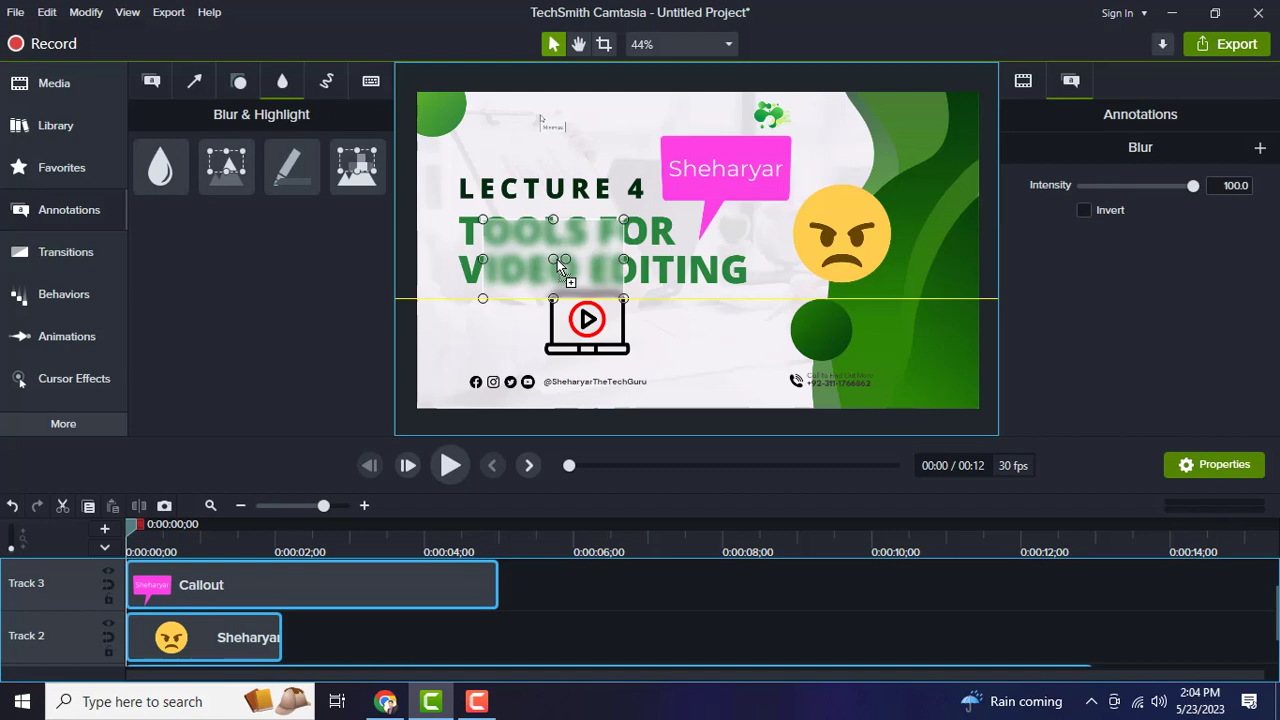 File Edit Modify View Export Help
TechSmith Camtasia - Untitled Project*
Sign In
Record
44%
Export
Media
Library
Favorites
Annotations
Transitions
Behaviors
Animations
Cursor Effects
More
Blur & Highlight
LECTURE 4
Sheharyar
TOOLS FOR
VIDEO EDITING
@SheharyarTheTechGuru
+92-311-1766862
Annotations
Blur
Intensity 100.0
Invert
00:00 / 00:12 30 fps
Properties
0:00:00;00
0:00:00;00 0:00:02;00 0:00:04;00 0:00:06;00 0:00:08;00 0:00:10;00 0:00:12;00 0:00:14;00
Track 3
Sheharyar Callout
Track 2
Sheharyar
Type here to search
Rain coming
2:04 PM
5/23/2023